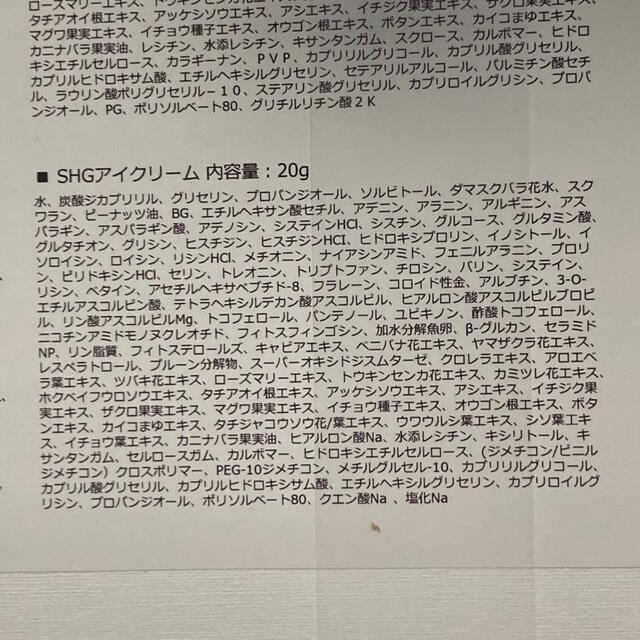 タチアオイ根エキス、アッケシソウエキス、アシエキス、イチジク果実エキス、ザクロ果実エキス、
マグワ果実エキス、イチョウ種子エキス、オウゴン根エキス、ボタンエキス、カイコまゆエキス、
カニナバラ果実油、レシチン、水添レシチン、キサンタンガム、スクロース、カルボマー、ヒドロ
キシエチルセルロース、カラギーナン、PVP、カプリリルグリコール、カプリル酸グリセリル、
カプリルヒドロキサム酸、エチルヘキシルグリセリン、セテアリルアルコール、パルミチン酸セチ
ル、ラウリン酸ポリグリセリル－10、ステアリン酸グリセリル、カプリロイルグリシン、プロパ
ンジオール、PG、ポリソルベート80、グリチルリチン酸2K
■ SHGアイクリーム 内容量：20g
水、炭酸ジカプリリル、グリセリン、プロパンジオール、ソルビトール、ダマスクバラ花水、スク
ワラン、ピーナッツ油、BG、エチルヘキサン酸セチル、アデニン、アラニン、アルギニン、アス
パラギン、アスパラギン酸、アデノシン、システインHCl、シスチン、グルコース、グルタミン酸、
グルタチオン、グリシン、ヒスチジン、ヒスチジンHCl、ヒドロキシプロリン、イノシトール、イ
ソロイシン、ロイシン、リシンHCl、メチオニン、ナイアシンアミド、フェニルアラニン、プロリ
ン、ピリドキシンHCl、セリン、トレオニン、トリプトファン、チロシン、バリン、システイン、
リシン、ベタイン、アセチルヘキサペプチド-8、フラレーン、コロイド性金、アルブチン、3-O-
エチルアスコルビン酸、テトラヘキシルデカン酸アスコルビル、ヒアルロン酸アスコルビルプロピ
ル、リン酸アスコルビルMg、トコフェロール、パンテノール、ユビキノン、酢酸トコフェロール、
ニコチンアミドモノヌクレオチド、フィトスフィンゴシン、加水分解魚卵、β-グルカン、セラミド
NP、リン脂質、フィトステロールズ、キャビアエキス、ベニバナ花エキス、ヤマザクラ花エキス、
レスベラトロール、プルーン分解物、スーパーオキシドジスムターゼ、クロレラエキス、アロエベ
ラ葉エキス、ツバキ花エキス、ローズマリーエキス、トウキンセンカ花エキス、カミツレ花エキス、
ホクベイフウロソウエキス、タチアオイ根エキス、アッケシソウエキス、アシエキス、イチジク果
実エキス、ザクロ果実エキス、マグワ果実エキス、イチョウ種子エキス、オウゴン根エキス、ボタ
ンエキス、カイコまゆエキス、タチジャコウソウ花/葉エキス、ウワウルシ葉エキス、シソ葉エキ
ス、イチョウ葉エキス、カニナバラ果実油、ヒアルロン酸Na、水添レシチン、キシリトール、キ
サンタンガム、セルロースガム、カルボマー、ヒドロキシエチルセルロース、(ジメチコン/ビニル
ジメチコン）クロスポリマー、PEG-10ジメチコン、メチルグルセル-10、カプリリルグリコール、
カプリル酸グリセリル、カプリルヒドロキサム酸、エチルヘキシルグリセリン、カプリロイルグ
リシン、プロパンジオール、ポリソルベート80、クエン酸Na 、塩化Na